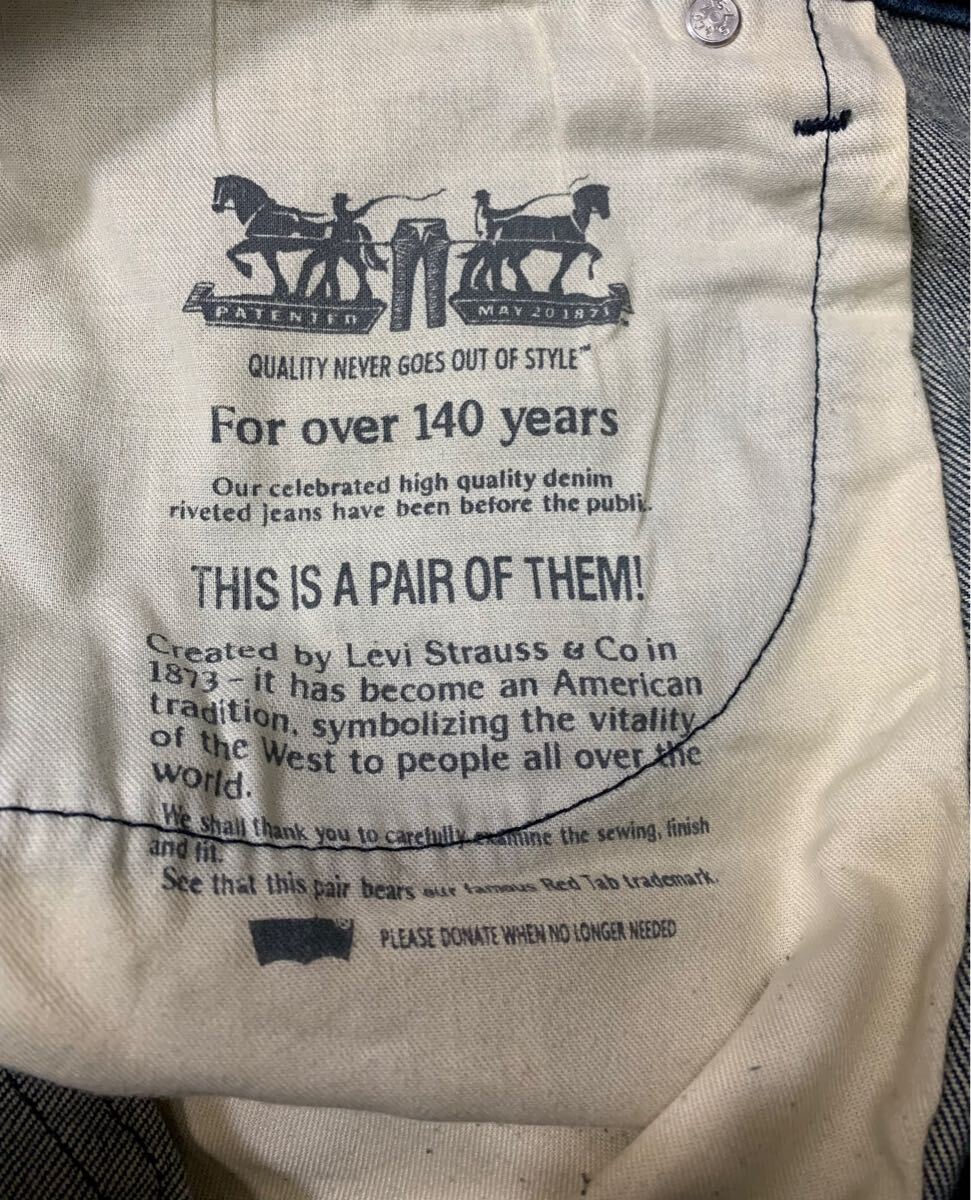 PATENTED MAY 20 1873
QUALITY NEVER GOES OUT OF STYLE™
For over 140 years
Our celebrated high quality denim
riveted jeans have been before the public.
THIS IS A PAIR OF THEM!
Created by Levi Strauss & Co in
1873 - it has become an American
tradition, symbolizing the vitality
of the West to people all over the
world.
We shall thank you to carefully examine the sewing, finish
and fit.
See that this pair bears our famous Red Tab trademark.
® PLEASE DONATE WHEN NO LONGER NEEDED